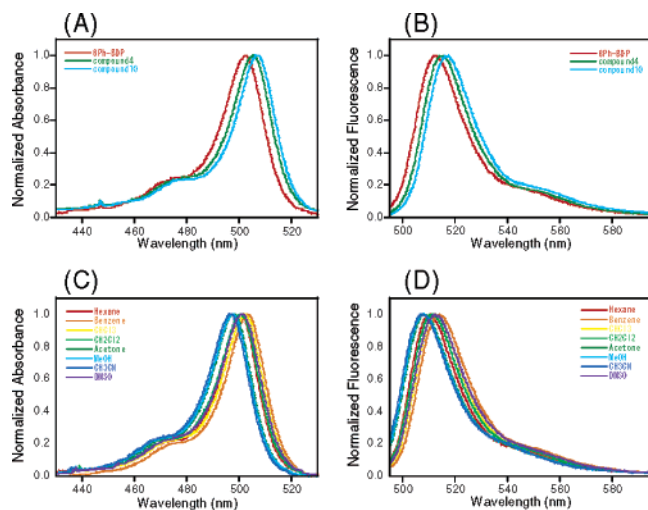 (A)
(B)
8Ph-BDP
compound4
compound10
8Ph-BDP
compound4
compound10
Normalized Absorbance
Normalized Fluorescence
1.0
0.8
0.6
0.4
0.2
0.0
1.0
0.8
0.6
0.4
0.2
0.0
440 460 480 500 520
500 520 540 560 580
Wavelength (nm)
Wavelength (nm)
(C)
(D)
Hexane
Benzene
CH2Cl2
Acetone
MeOH
CH3CN
DMSO
Hexane
Benzene
CH2Cl2
Acetone
MeOH
CH3CN
DMSO
Normalized Absorbance
Normalized Fluorescence
1.0
0.8
0.6
0.4
0.2
0.0
1.0
0.8
0.6
0.4
0.2
0.0
440 460 480 500 520
500 520 540 560 580
Wavelength (nm)
Wavelength (nm)